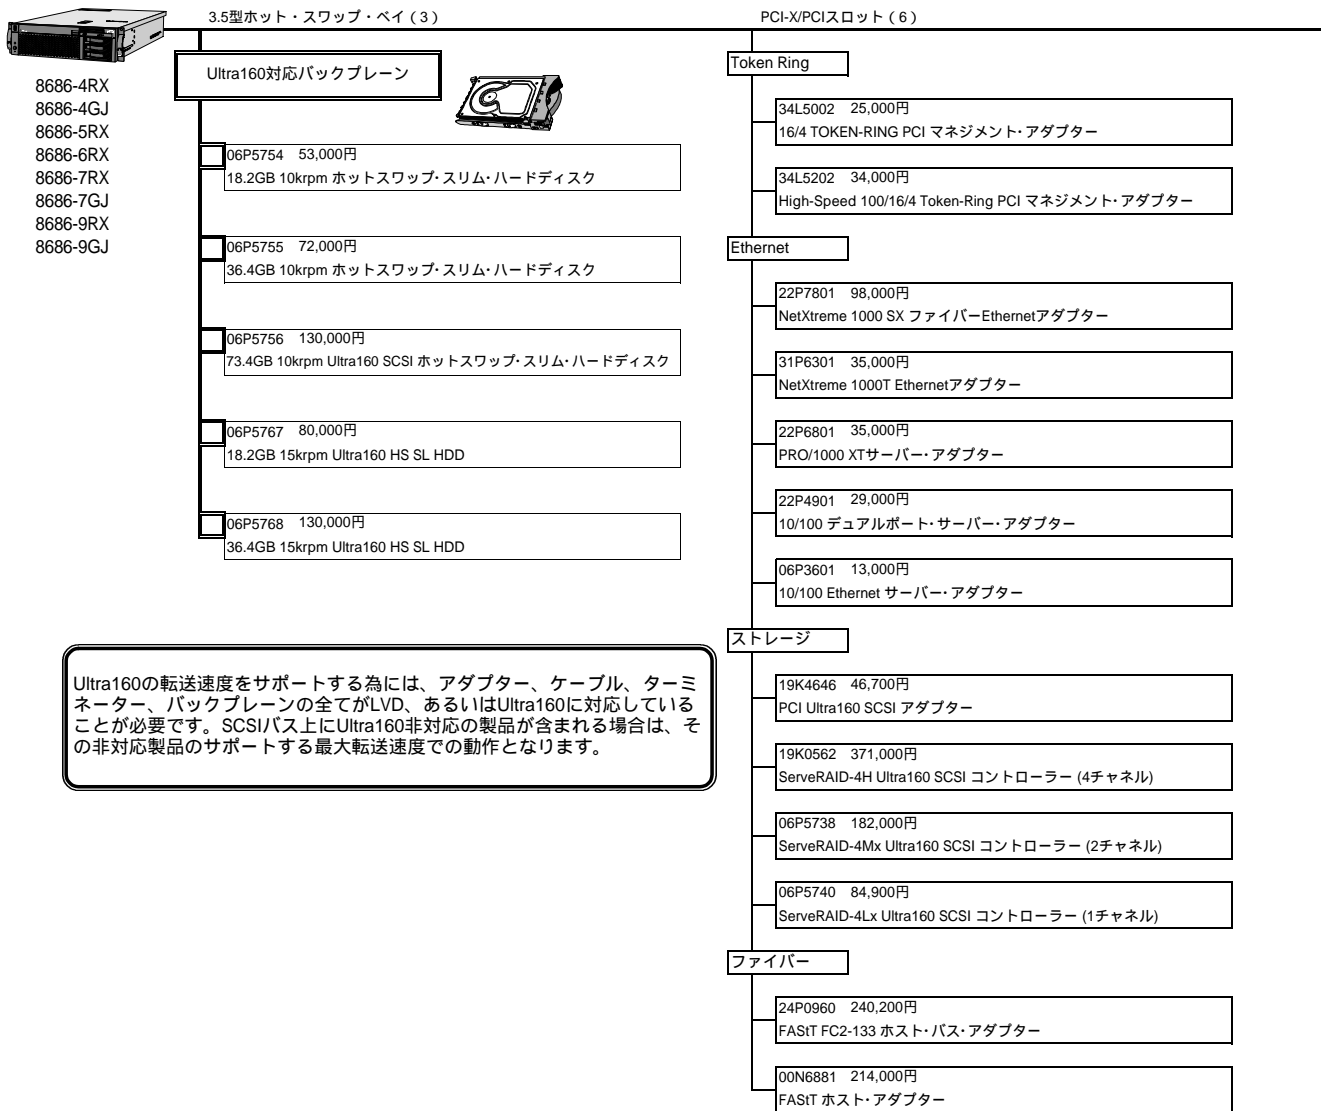 3.5型ホット・スワップ・ベイ ( 3 )
PCI-X/PCIスロット ( 6 )
8686-4RX
8686-4GJ
8686-5RX
8686-6RX
8686-7RX
8686-7GJ
8686-9RX
8686-9GJ
Ultra160対応バックプレーン
06P5754 53,000円
18.2GB 10krpm ホットスワップ・スリム・ハードディスク
06P5755 72,000円
36.4GB 10krpm ホットスワップ・スリム・ハードディスク
06P5756 130,000円
73.4GB 10krpm Ultra160 SCSI ホットスワップ・スリム・ハードディスク
06P5767 80,000円
18.2GB 15krpm Ultra160 HS SL HDD
06P5768 130,000円
36.4GB 15krpm Ultra160 HS SL HDD
Ultra160の転送速度をサポートする為には、アダプター、ケーブル、ターミ
ネーター、バックプレーンの全てがLVD、あるいはUltra160に対応している
ことが必要です。SCSIバス上にUltra160非対応の製品が含まれる場合は、そ
の非対応製品のサポートする最大転送速度での動作となります。
Token Ring
34L5002 25,000円
16/4 TOKEN-RING PCI マネジメント・アダプター
34L5202 34,000円
High-Speed 100/16/4 Token-Ring PCI マネジメント・アダプター
Ethernet
22P7801 98,000円
NetXtreme 1000 SX ファイバーEthernetアダプター
31P6301 35,000円
NetXtreme 1000T Ethernetアダプター
22P6801 35,000円
PRO/1000 XTサーバー・アダプター
22P4901 29,000円
10/100 デュアルポート・サーバー・アダプター
06P3601 13,000円
10/100 Ethernet サーバー・アダプター
ストレージ
19K4646 46,700円
PCI Ultra160 SCSI アダプター
19K0562 371,000円
ServeRAID-4H Ultra160 SCSI コントローラー (4チャネル)
06P5738 182,000円
ServeRAID-4Mx Ultra160 SCSI コントローラー (2チャネル)
06P5740 84,900円
ServeRAID-4Lx Ultra160 SCSI コントローラー (1チャネル)
ファイバー
24P0960 240,200円
FAStT FC2-133 ホスト・バス・アダプター
00N6881 214,000円
FAStT ホスト・アダプター